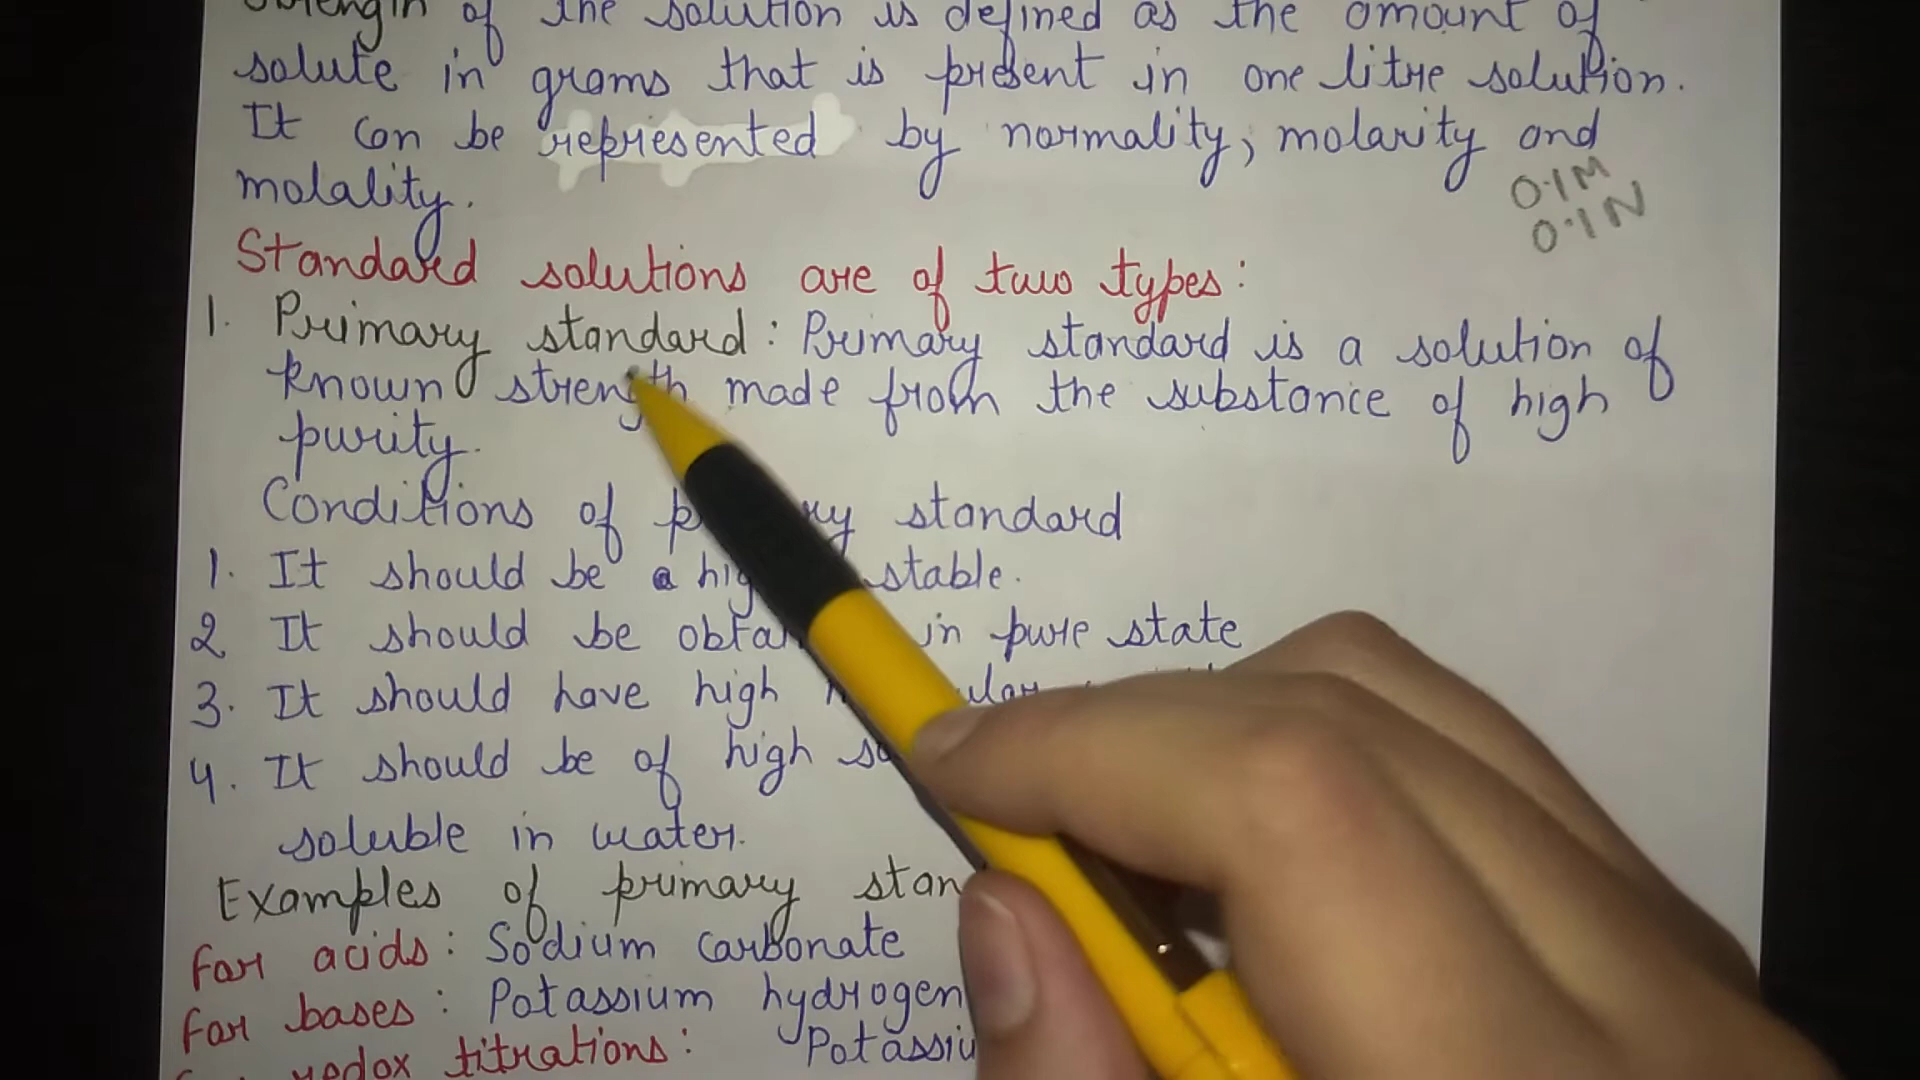 Strength of the solution is defined as the amount of
solute in grams that is present in one litre solution.
It can be represented by normality, molarity and
molality.
0.1M
0.1N
Standard solutions are of two types:
1. Primary standard: Primary standard is a solution of
known strength made from the substance of high
purity.
Conditions of standard
1. It should be a stable.
2 It should be in pure state
3. It should have high
4. It should be of high
soluble in water.
Examples of primary
for acids: Sodium carbonate
for bases: Potassium hydrogen
redox titrations: